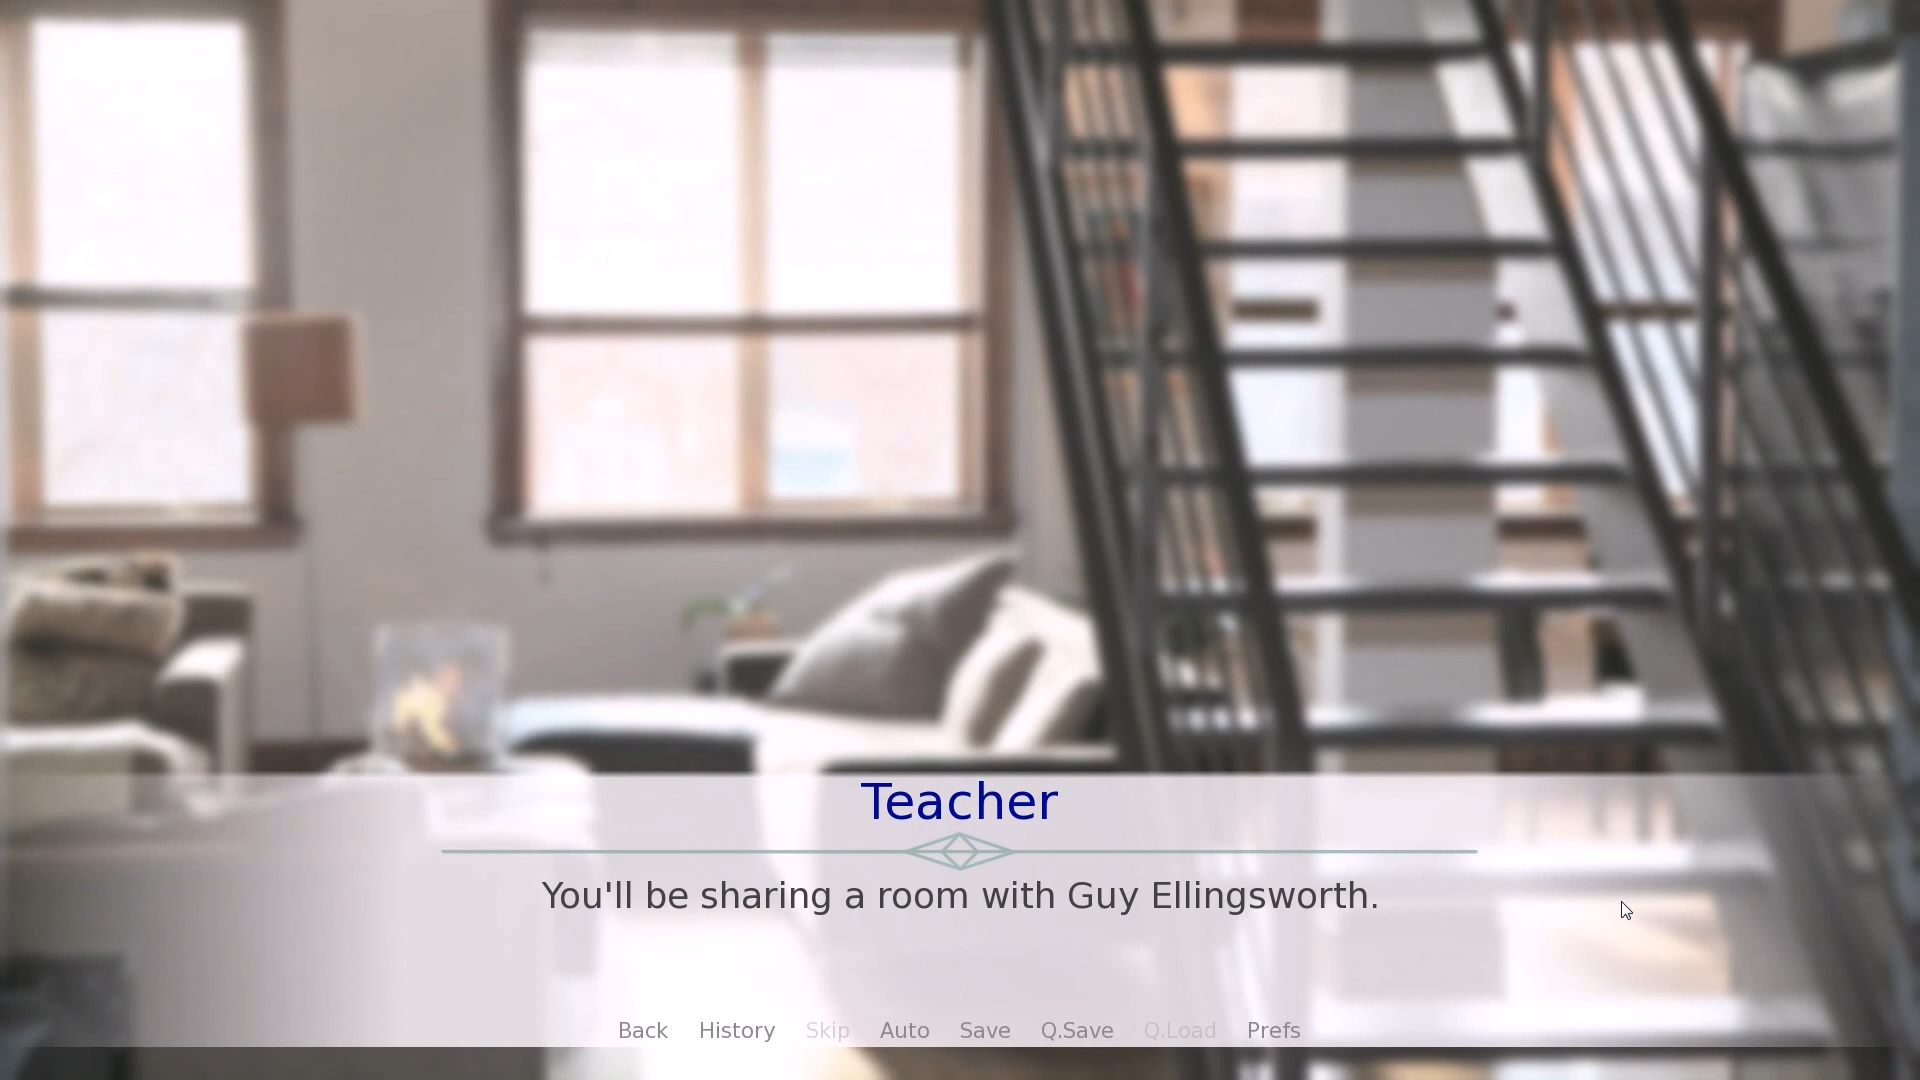 Teacher
You'll be sharing a room with Guy Ellingsworth.
Back History Skip Auto Save Q.Save Q.Load Prefs